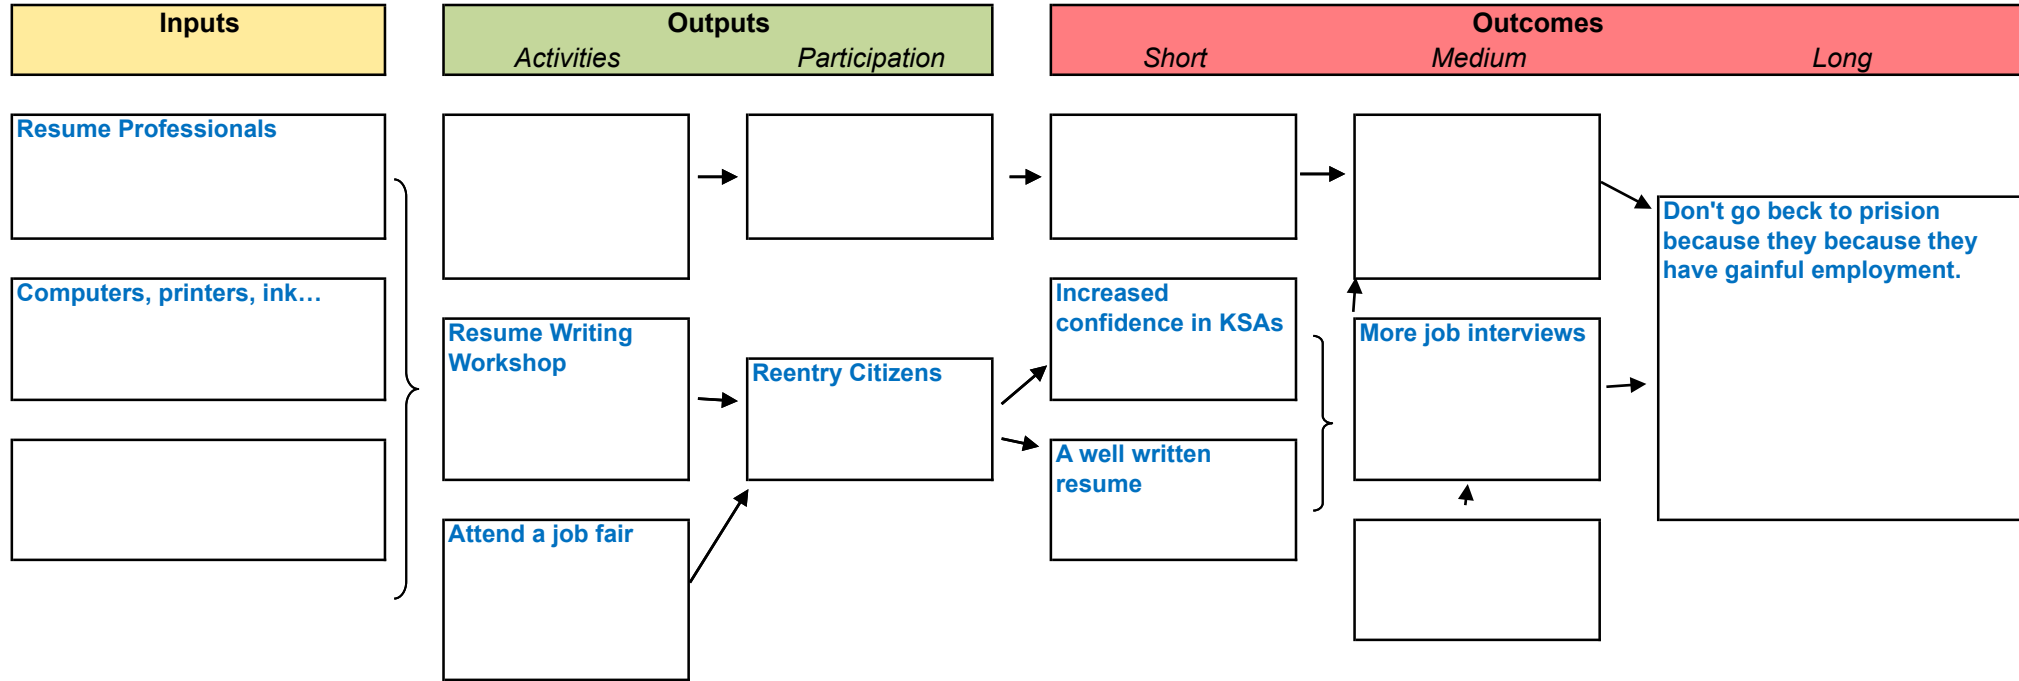 Inputs
Outputs
Outcomes
Activities
Participation
Short
Medium
Long
Resume Professionals
Computers, printers, ink…
Resume Writing
Workshop
Attend a job fair
Reentry Citizens
Increased
confidence in KSAs
A well written
resume
More job interviews
Don't go beck to prision
because they because they
have gainful employment.